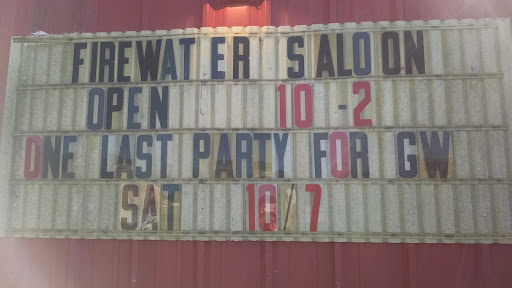 FIREWATER SALOON
OPEN 10-2
ONE LAST PARTY FOR GW
SAT 10/7